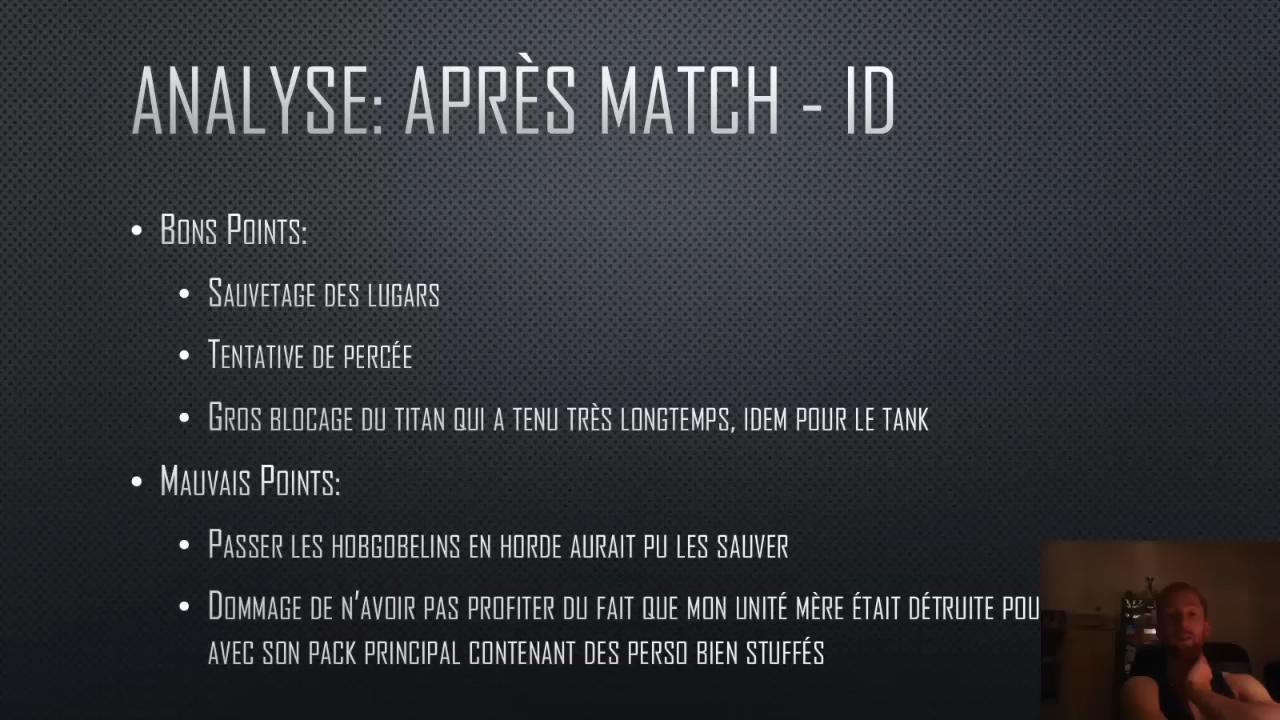 ANALYSE: APRÈS MATCH - ID
• BONS POINTS:
• SAUVETAGE DES LUGARS
• TENTATIVE DE PERCÉE
• GROS BLOCAGE DU TITAN QUI A TENU TRÈS LONGTEMPS, IDEM POUR LE TANK
• MAUVAIS POINTS:
• PASSER LES HOBGOBELINS EN HORDE AURAIT PU LES SAUVER
• DOMMAGE DE N'AVOIR PAS PROFITER DU FAIT QUE MON UNITÉ MÈRE ÉTAIT DÉTRUITE
AVEC SON PACK PRINCIPAL CONTENANT DES PERSO BIEN STUFFÉS